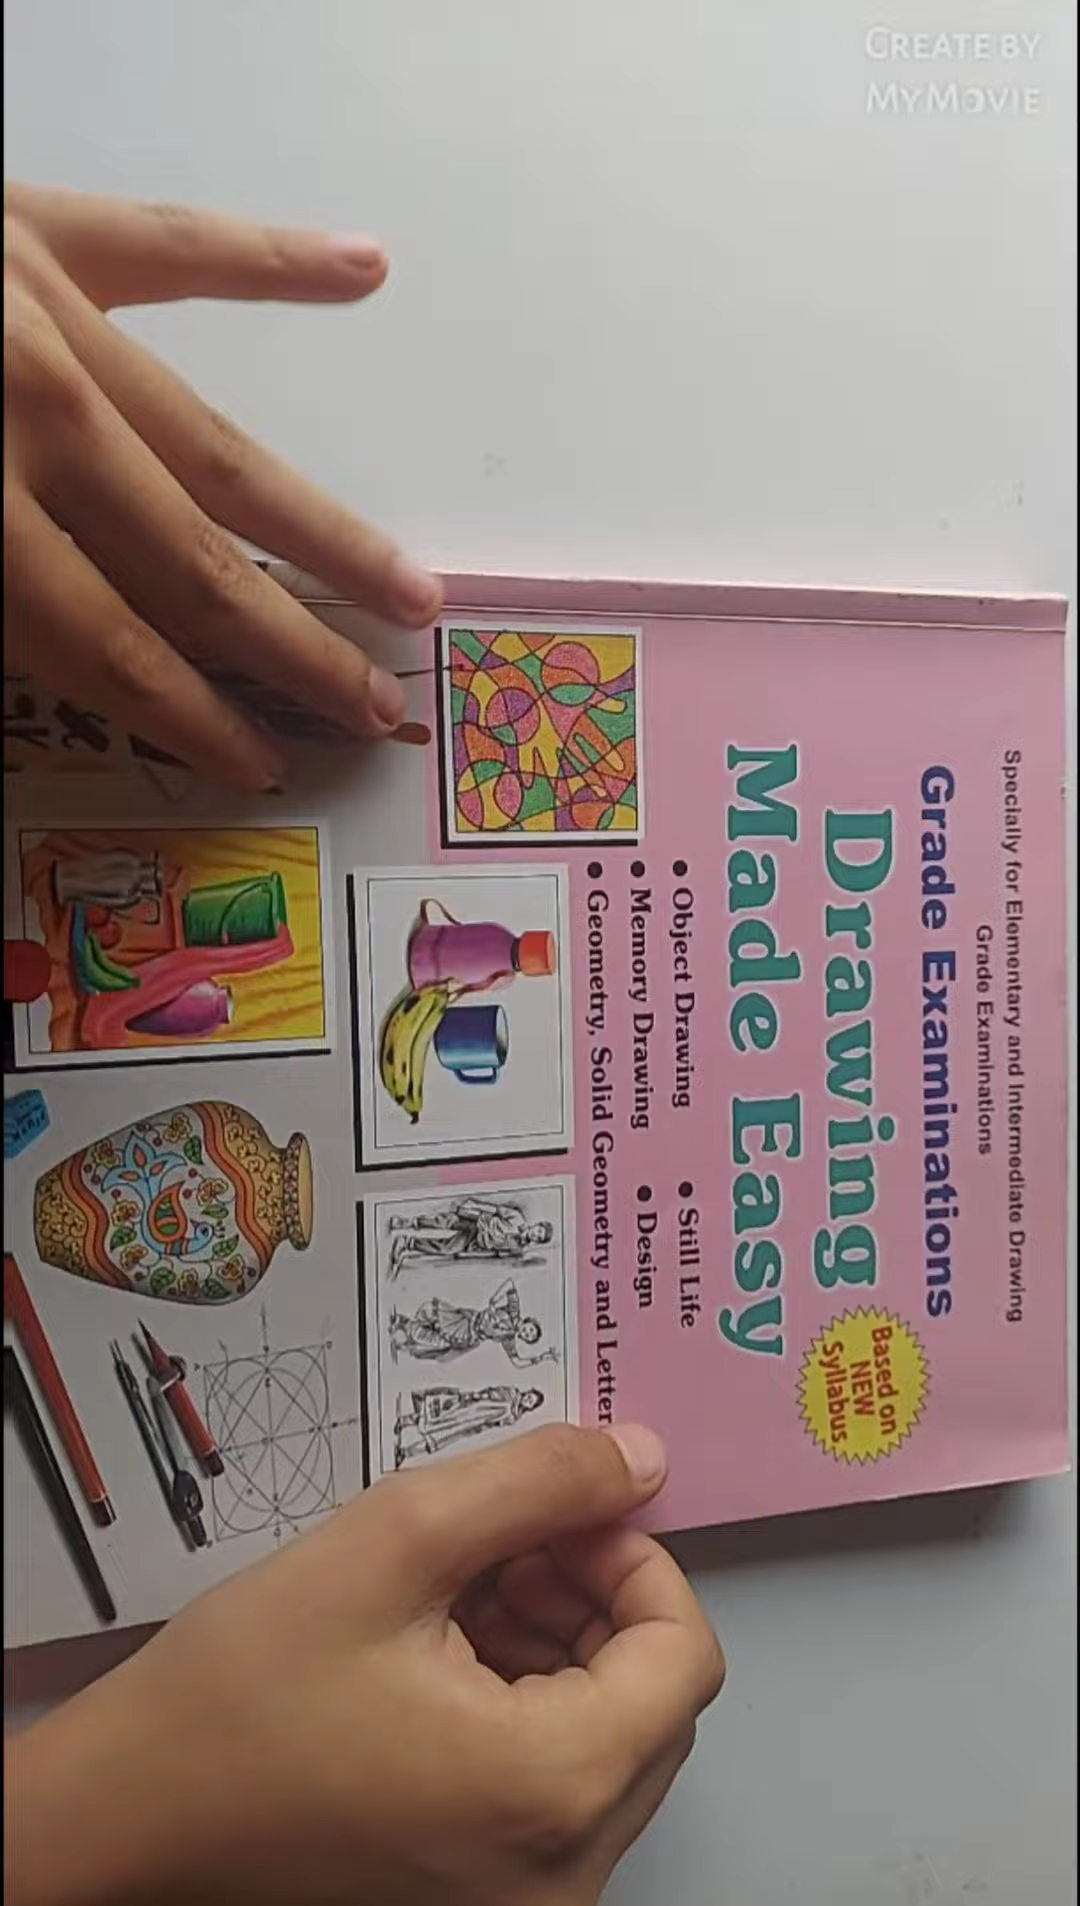 CREATE BY
MYMOVIE
Specially for Elementary and Intermediate Drawing
Grade Examinations
Grade Examinations
Drawing
Made Easy
Based on
NEW
Syllabus
● Object Drawing ● Still Life
● Memory Drawing ● Design
● Geometry, Solid Geometry and Letter